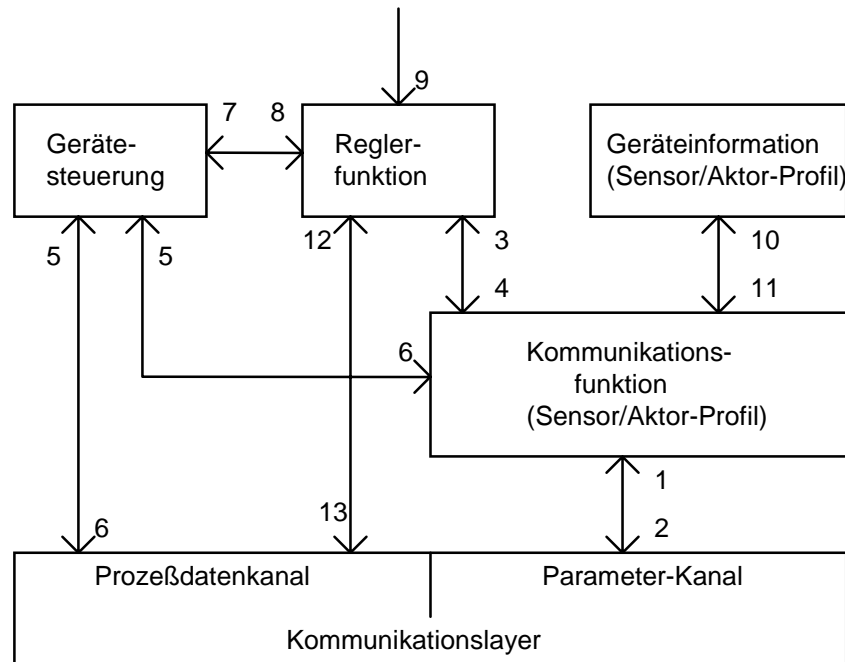 9
7
8
Geräte-
steuerung
Regler-
funktion
Geräteinformation
(Sensor/Aktor-Profil)
5
5
12
3
10
4
11
6
Kommunikations-
funktion
(Sensor/Aktor-Profil)
1
6
13
2
Prozeßdatenkanal
Parameter-Kanal
Kommunikationslayer